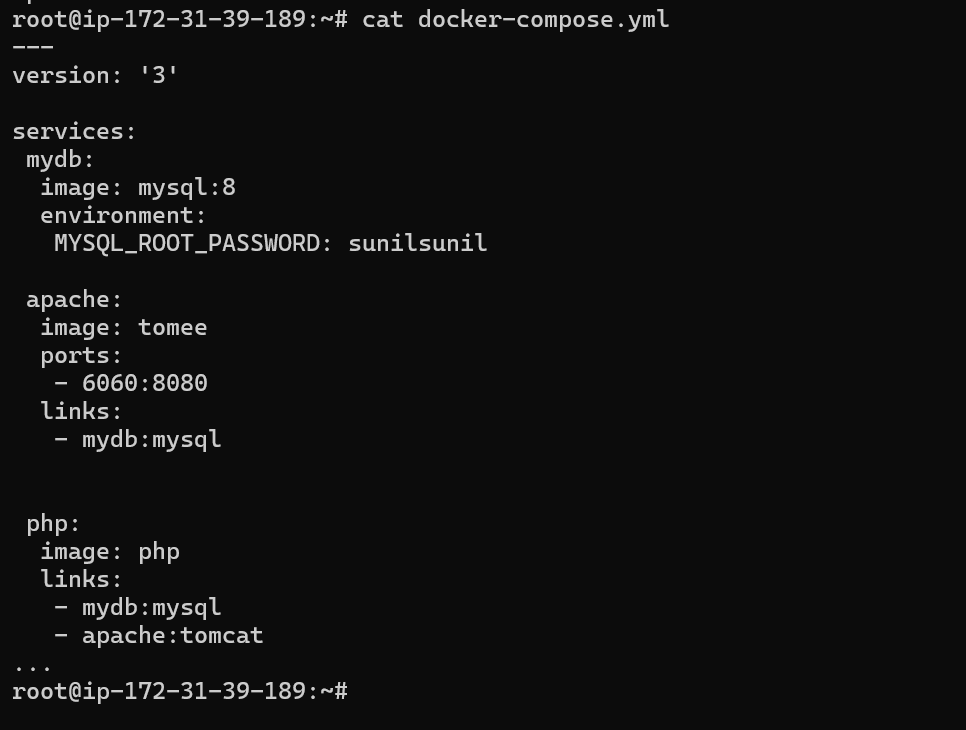 root@ip-172-31-39-189:~# cat docker-compose.yml
---
version: '3'

services:
 mydb:
  image: mysql:8
  environment:
   MYSQL_ROOT_PASSWORD: sunilsunil

 apache:
  image: tomee
  ports:
   - 6060:8080
  links:
   - mydb:mysql


 php:
  image: php
  links:
   - mydb:mysql
   - apache:tomcat
...
root@ip-172-31-39-189:~#